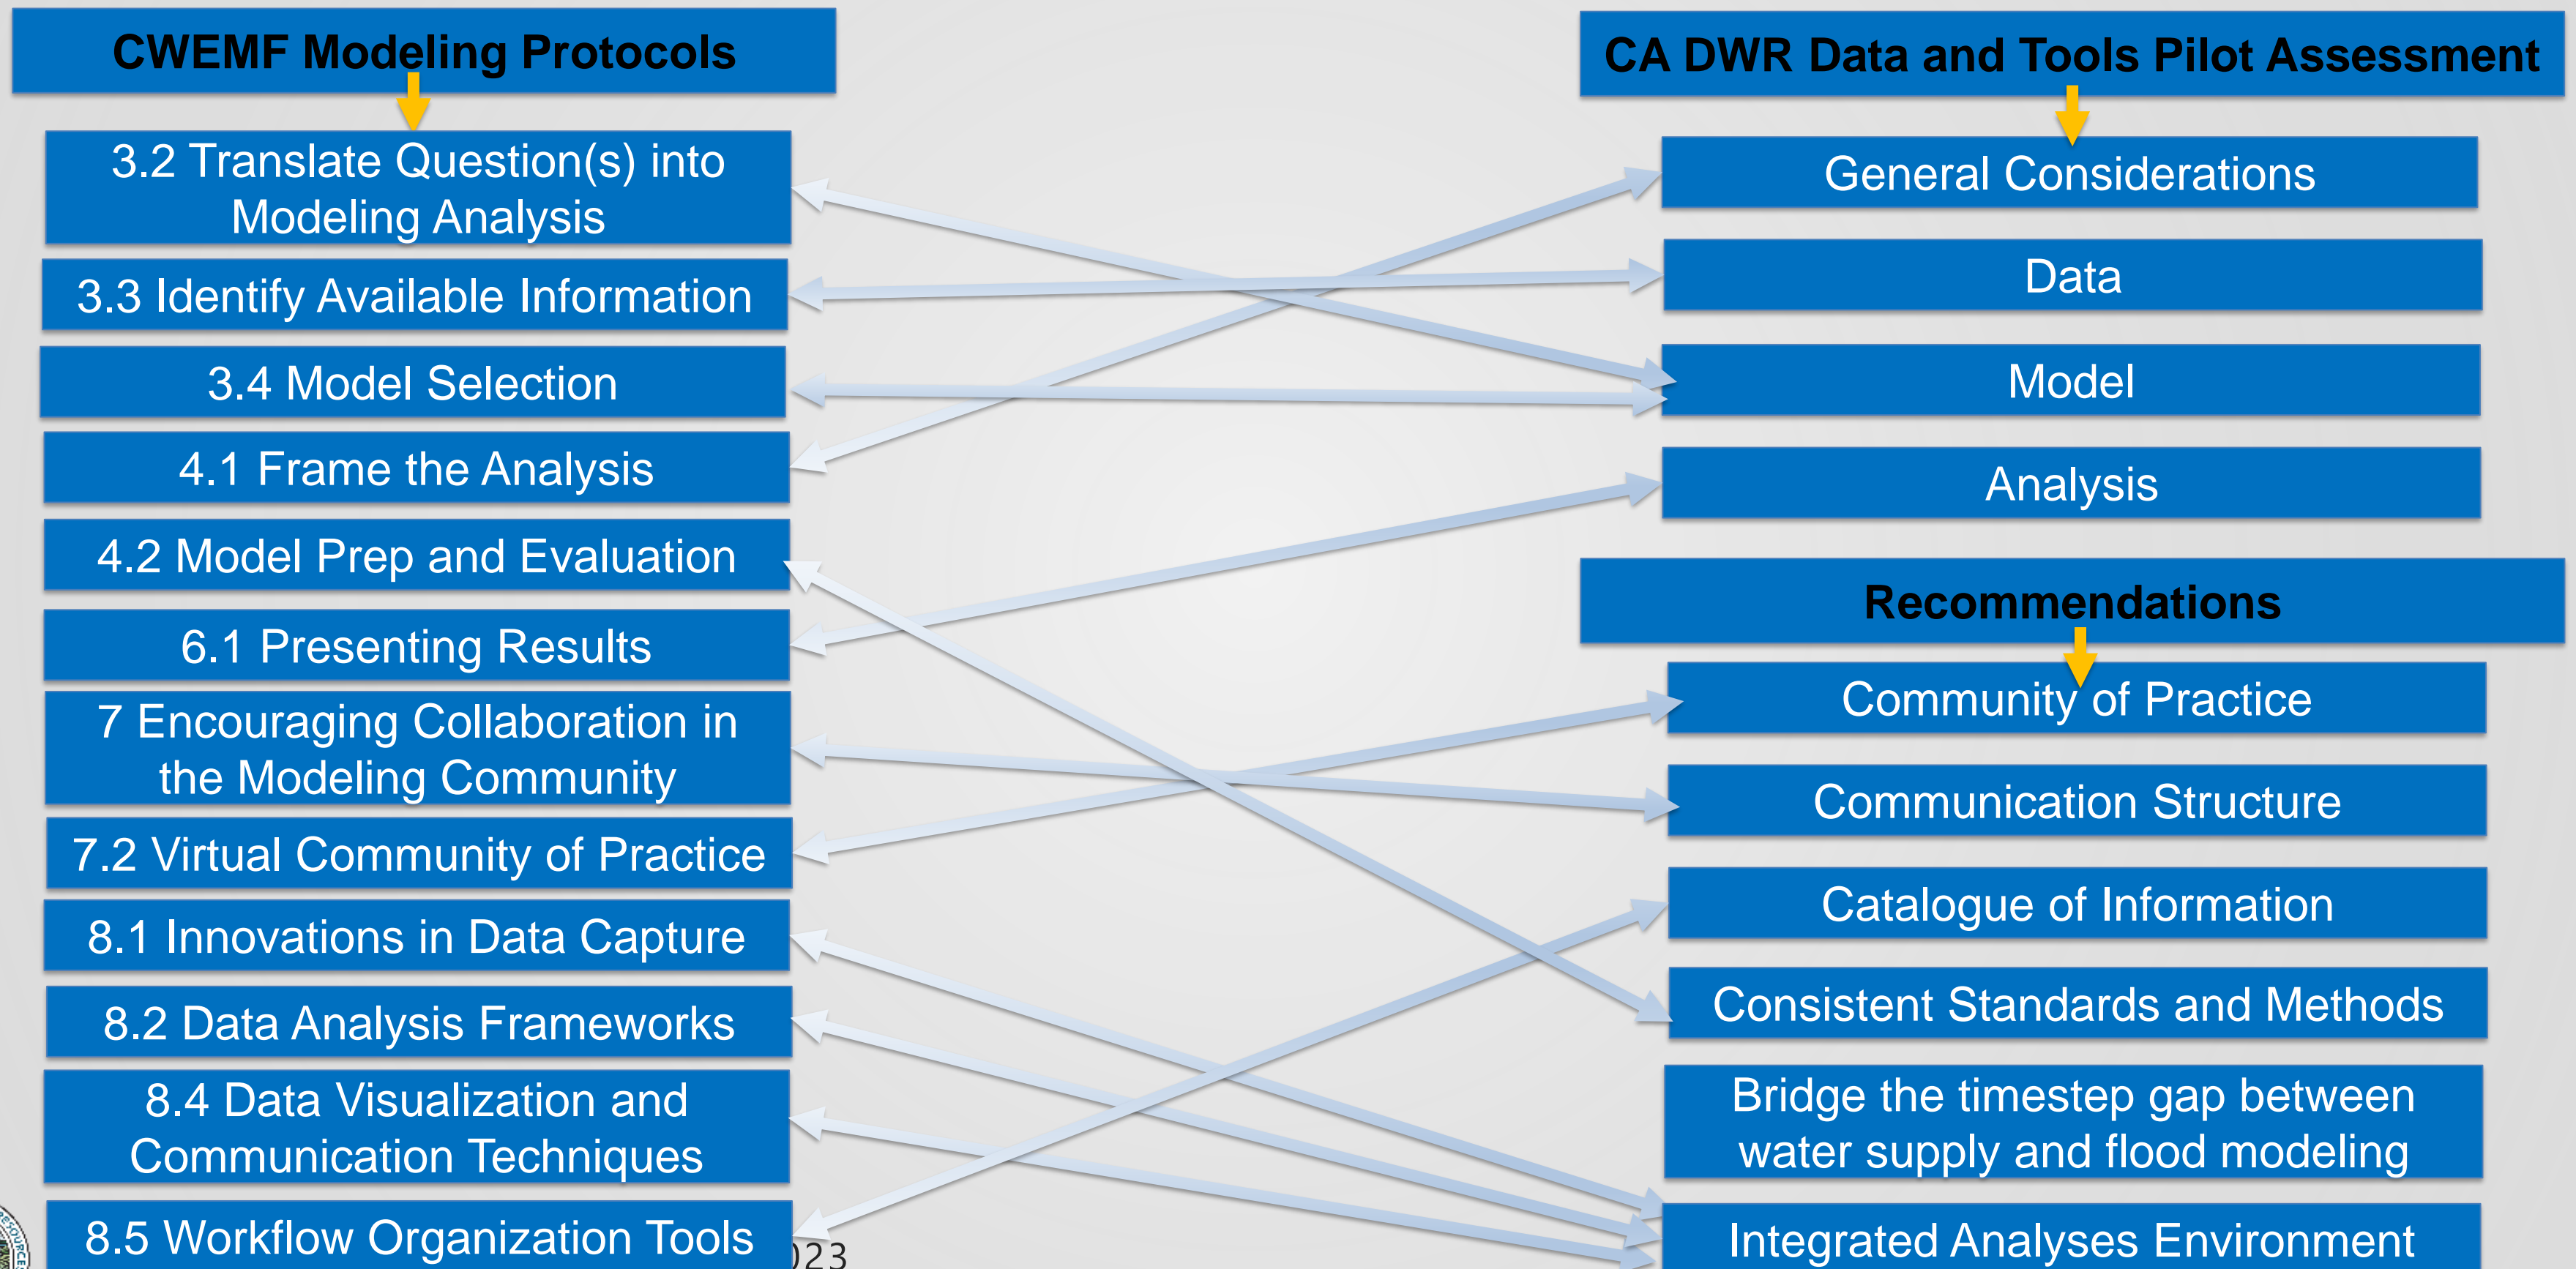 CWEMF Modeling Protocols
3.2 Translate Question(s) into
Modeling Analysis
3.3 Identify Available Information
3.4 Model Selection
4.1 Frame the Analysis
4.2 Model Prep and Evaluation
6.1 Presenting Results
7 Encouraging Collaboration in
the Modeling Community
7.2 Virtual Community of Practice
8.1 Innovations in Data Capture
8.2 Data Analysis Frameworks
8.4 Data Visualization and
Communication Techniques
8.5 Workflow Organization Tools
CA DWR Data and Tools Pilot Assessment
General Considerations
Data
Model
Analysis
Recommendations
Community of Practice
Communication Structure
Catalogue of Information
Consistent Standards and Methods
Bridge the timestep gap between
water supply and flood modeling
Integrated Analyses Environment